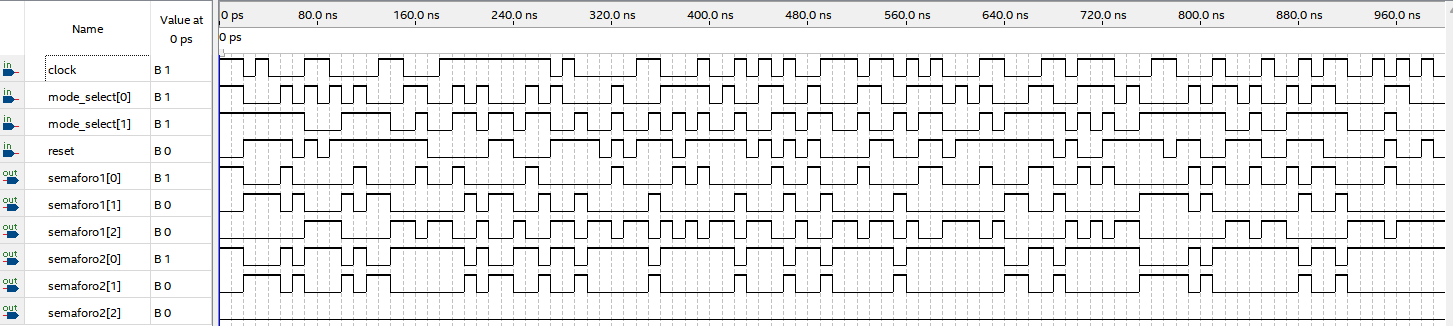 Name
Value at
0 ps
0 ps 80.0 ns 160.0 ns 240.0 ns 320.0 ns 400.0 ns 480.0 ns 560.0 ns 640.0 ns 720.0 ns 800.0 ns 880.0 ns 960.0 ns
0 ps
in clock B 1
in mode_select[0] B 1
in mode_select[1] B 1
in reset B 0
out semaforo1[0] B 1
out semaforo1[1] B 0
out semaforo1[2] B 0
out semaforo2[0] B 1
out semaforo2[1] B 0
out semaforo2[2] B 0